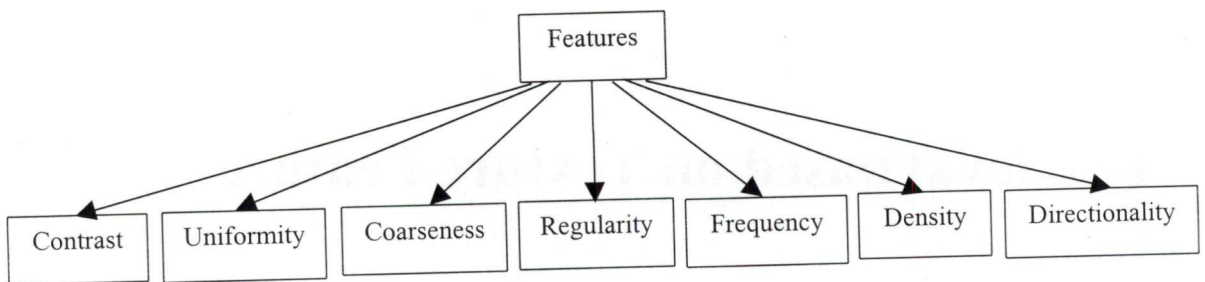 Features
Contrast
Uniformity
Coarseness
Regularity
Frequency
Density
Directionality